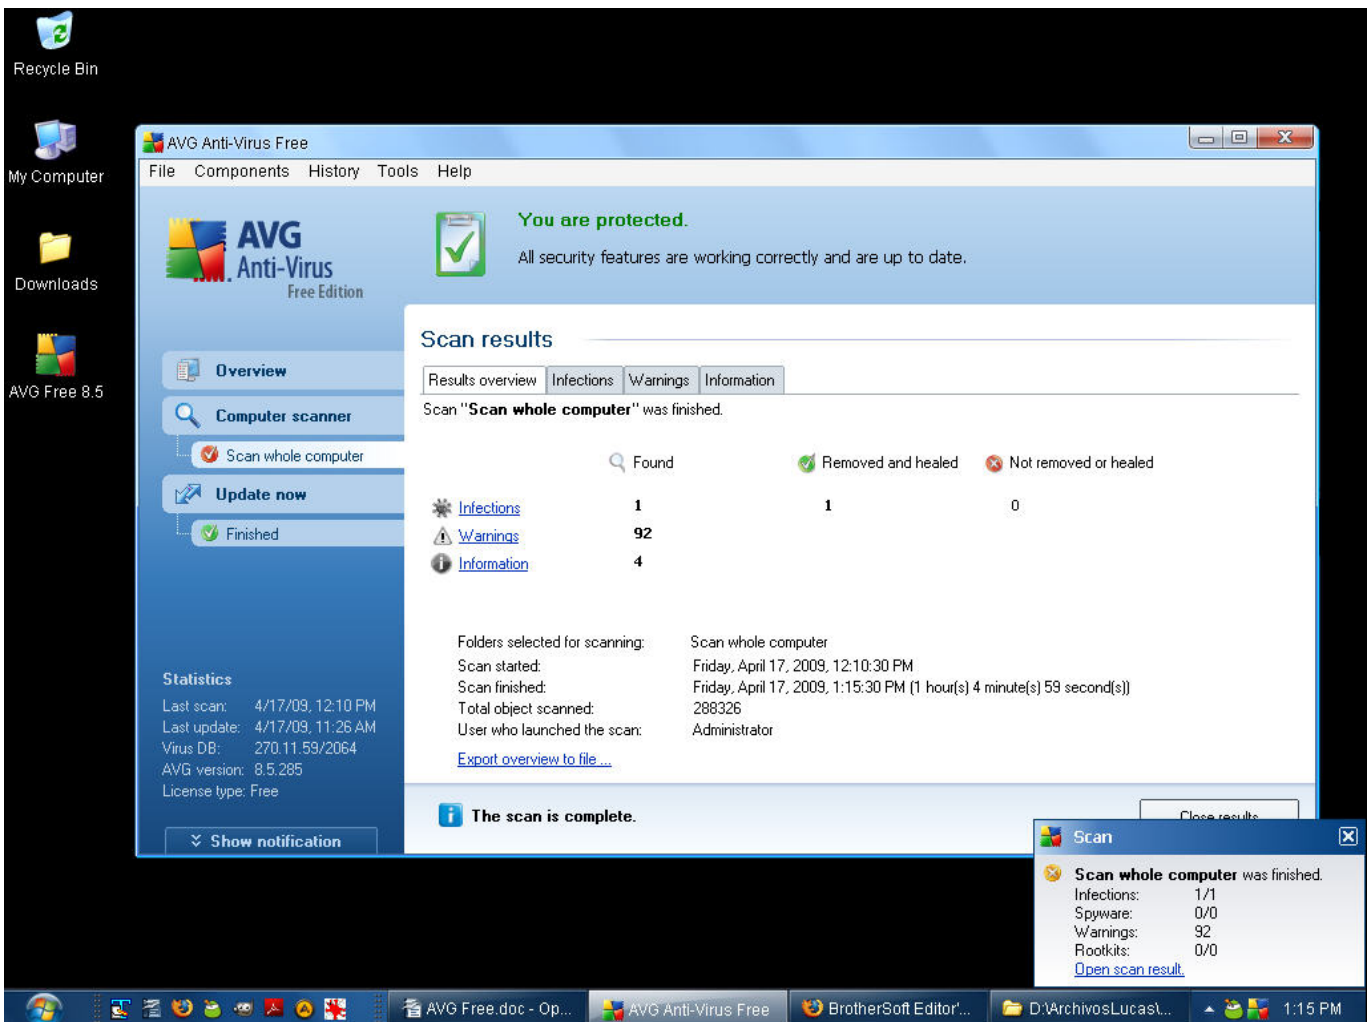 Recycle Bin
My Computer
Downloads
AVG Free 8.5
AVG Anti-Virus Free
File Components History Tools Help
AVG
Anti-Virus
Free Edition
You are protected.
All security features are working correctly and are up to date.
Overview
Computer scanner
Scan whole computer
Update now
Finished
Statistics
Last scan: 4/17/09, 12:10 PM
Last update: 4/17/09, 11:26 AM
Virus DB: 270.11.59/2064
AVG version: 8.5.285
License type: Free
Show notification
Scan results
Results overview Infections Warnings Information
Scan "Scan whole computer" was finished.
Found Removed and healed Not removed or healed
Infections 1 1 0
Warnings 92
Information 4
Folders selected for scanning: Scan whole computer
Scan started: Friday, April 17, 2009, 12:10:30 PM
Scan finished: Friday, April 17, 2009, 1:15:30 PM (1 hour(s) 4 minute(s) 59 second(s))
Total object scanned: 288326
User who launched the scan: Administrator
Export overview to file ...
The scan is complete.
Close results
Scan
Scan whole computer was finished.
Infections: 1/1
Spyware: 0/0
Warnings: 92
Rootkits: 0/0
Open scan result.
AVG Free.doc - Op... AVG Anti-Virus Free BrotherSoft Editor'... D:\ArchivosLucas\... 1:15 PM